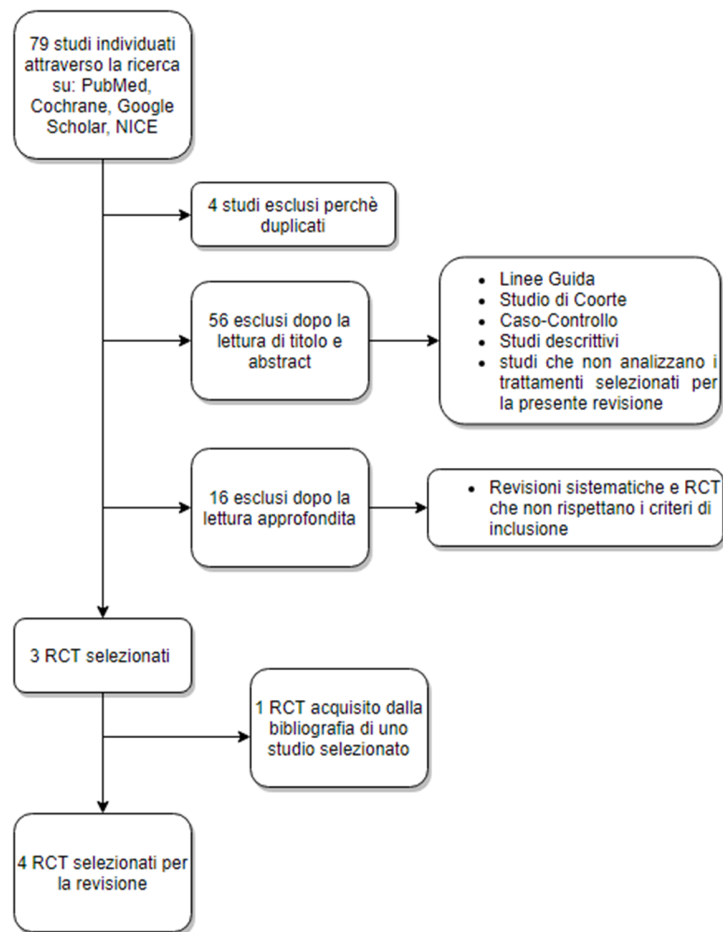 79 studi individuati
attraverso la ricerca
su: PubMed,
Cochrane, Google
Scholar, NICE
4 studi esclusi perchè
duplicati
56 esclusi dopo la
lettura di titolo e
abstract
• Linee Guida
• Studio di Coorte
• Caso-Controllo
• Studi descrittivi
• studi che non analizzano i
trattamenti selezionati per
la presente revisione
16 esclusi dopo la
lettura approfondita
• Revisioni sistematiche e RCT
che non rispettano i criteri di
inclusione
3 RCT selezionati
1 RCT acquisito dalla
bibliografia di uno
studio selezionato
4 RCT selezionati per
la revisione